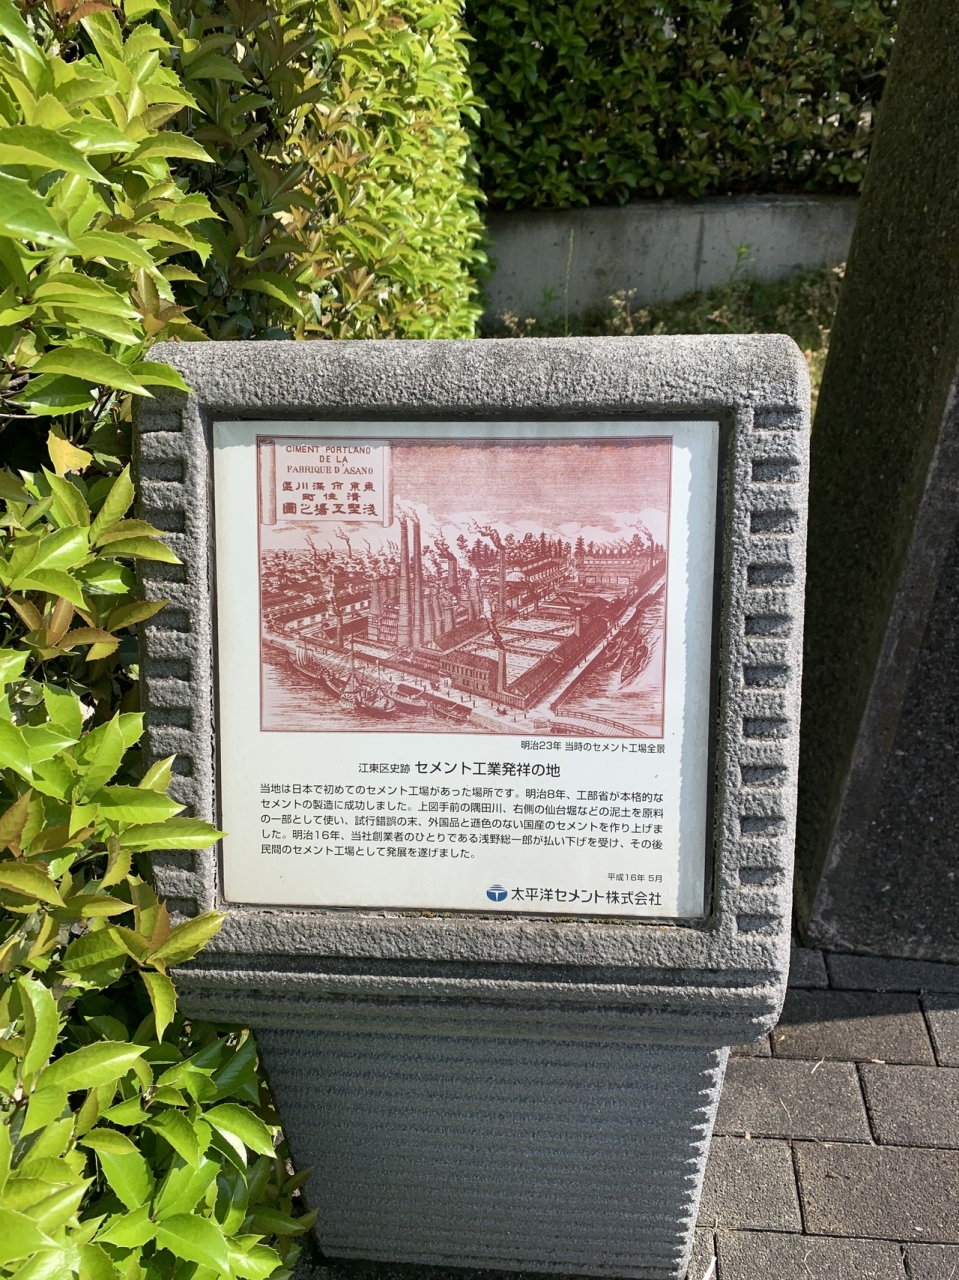 CIMENT PORTLAND
DE LA
FABRIQUE D'ASANO
區川深市京東
町住清
圖之場工野淺
明治23年 当時のセメント工場全景
江東区史跡 セメント工業発祥の地
当地は日本で初めてのセメント工場があった場所です。明治8年、工部省が本格的な
セメントの製造に成功しました。上図手前の隅田川、右側の仙台堀などの泥土を原料
の一部として使い、試行錯誤の末、外国品と遜色のない国産のセメントを作り上げま
した。明治16年、当社創業者のひとりである浅野総一郎が払い下げを受け、その後
民間のセメント工場として発展を遂げました。
平成16年 5月
太平洋セメント株式会社